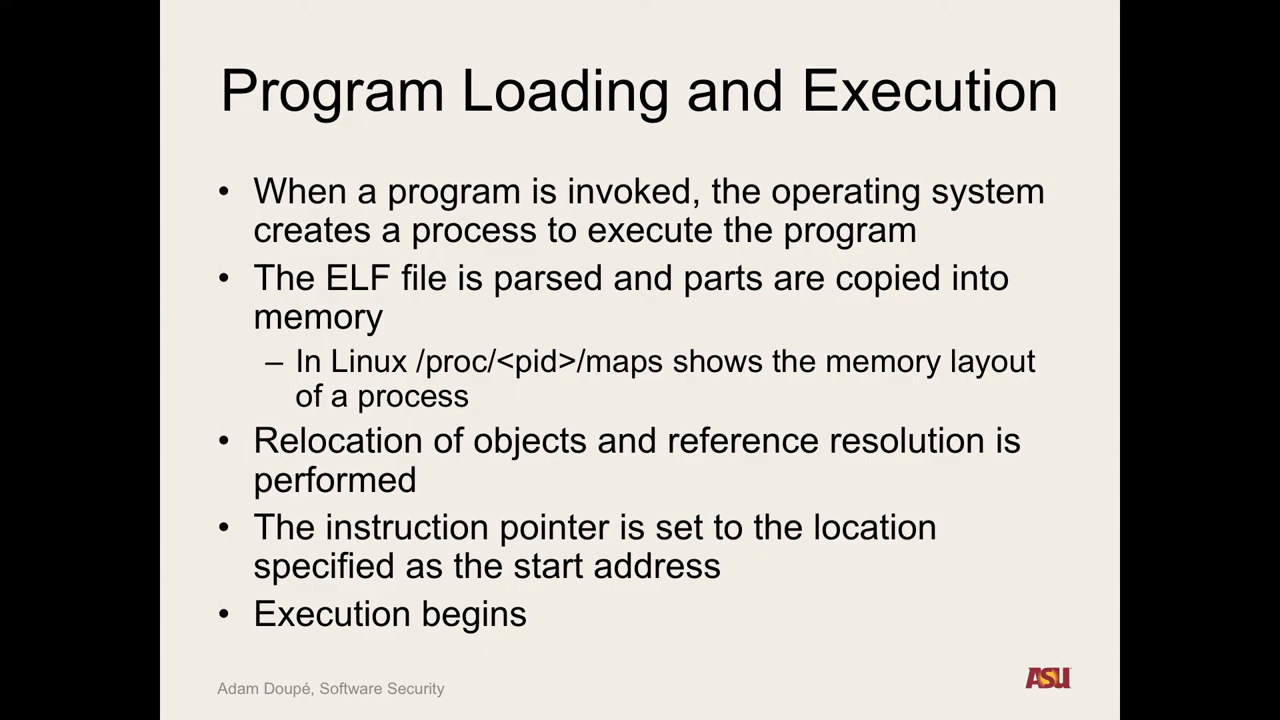 Program Loading and Execution
• When a program is invoked, the operating system
creates a process to execute the program
• The ELF file is parsed and parts are copied into
memory
– In Linux /proc/<pid>/maps shows the memory layout
of a process
• Relocation of objects and reference resolution is
performed
• The instruction pointer is set to the location
specified as the start address
• Execution begins
Adam Doupé, Software Security
ASU